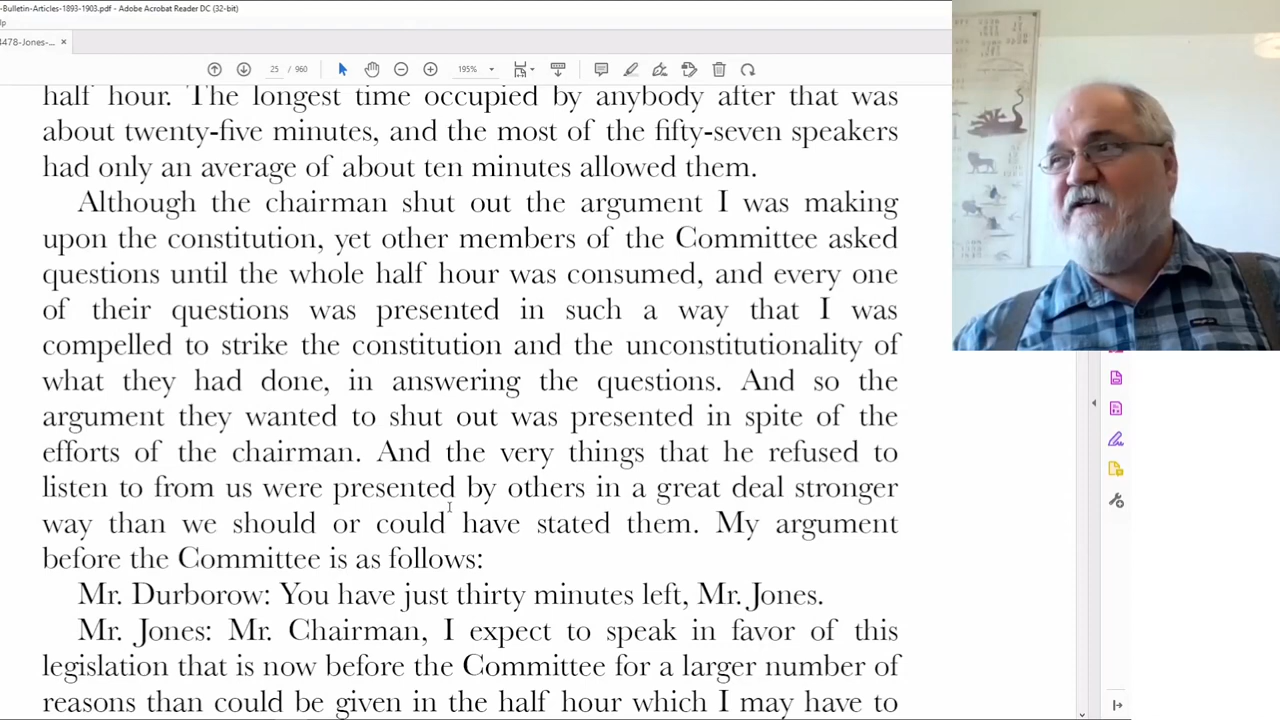 -Bulletin-Articles-1893-1903.pdf - Adobe Acrobat Reader DC (32-bit)
lp
4478-Jones-... ×
25 / 960
195%
half hour. The longest time occupied by anybody after that was
about twenty-five minutes, and the most of the fifty-seven speakers
had only an average of about ten minutes allowed them.
Although the chairman shut out the argument I was making
upon the constitution, yet other members of the Committee asked
questions until the whole half hour was consumed, and every one
of their questions was presented in such a way that I was
compelled to strike the constitution and the unconstitutionality of
what they had done, in answering the questions. And so the
argument they wanted to shut out was presented in spite of the
efforts of the chairman. And the very things that he refused to
listen to from us were presented by others in a great deal stronger
way than we should or could have stated them. My argument
before the Committee is as follows:
Mr. Durborow: You have just thirty minutes left, Mr. Jones.
Mr. Jones: Mr. Chairman, I expect to speak in favor of this
legislation that is now before the Committee for a larger number of
reasons than could be given in the half hour which I may have to